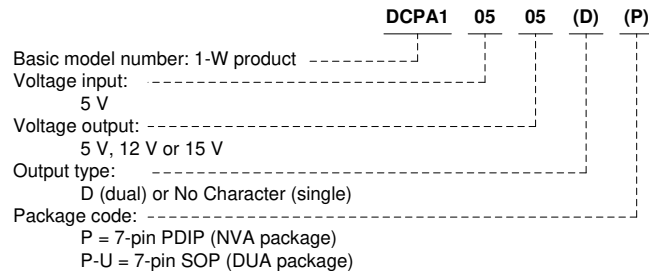 DCPA1 05 05 (D) (P)
Basic model number: 1-W product
Voltage input:
5 V
Voltage output:
5 V, 12 V or 15 V
Output type:
D (dual) or No Character (single)
Package code:
P = 7-pin PDIP (NVA package)
P-U = 7-pin SOP (DUA package)